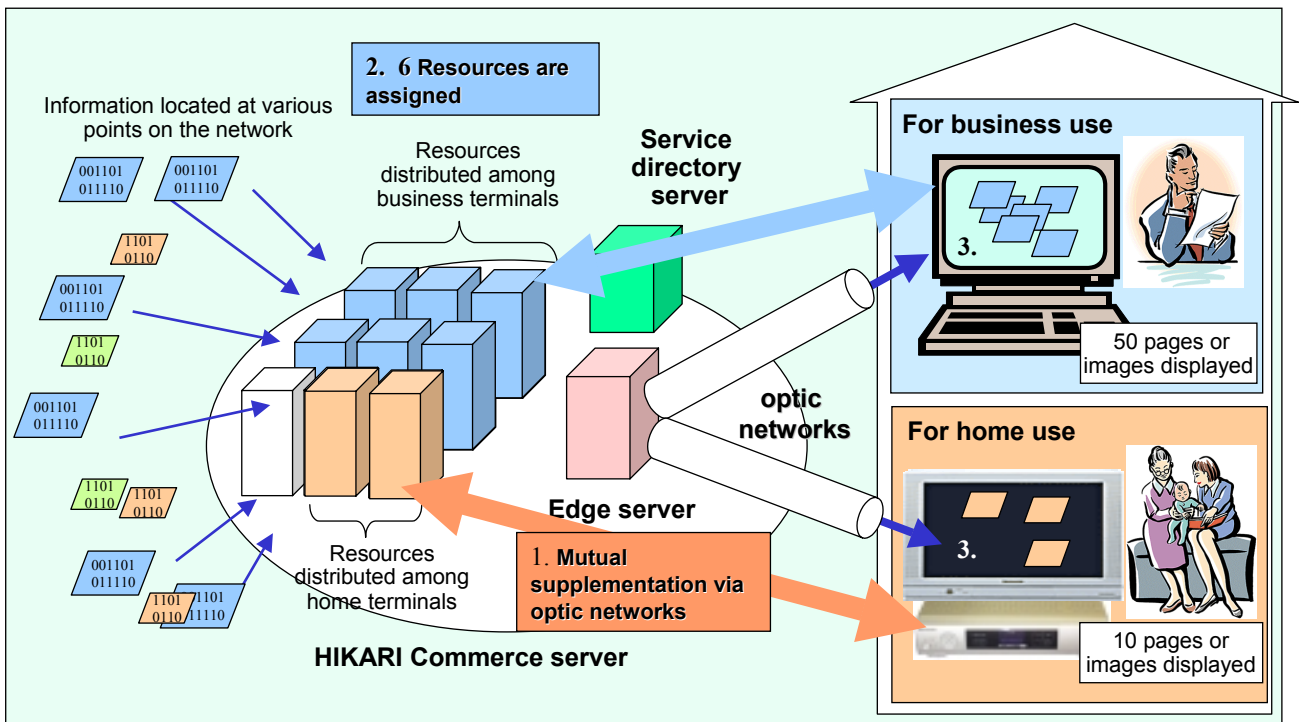 2. 6 Resources are
assigned
Information located at various
points on the network
Resources
distributed among
business terminals
Service
directory
server
For business use
001101
011110
001101
011110
1101
0110
001101
011110
1101
0110
001101
011110
1101
0110
1101
0110
001101
011110
1101
0110
001101
011110
3.
50 pages or
images displayed
optic
networks
For home use
3.
10 pages or
images displayed
Edge server
Resources
distributed among
home terminals
1. Mutual
supplementation via
optic networks
HIKARI Commerce server